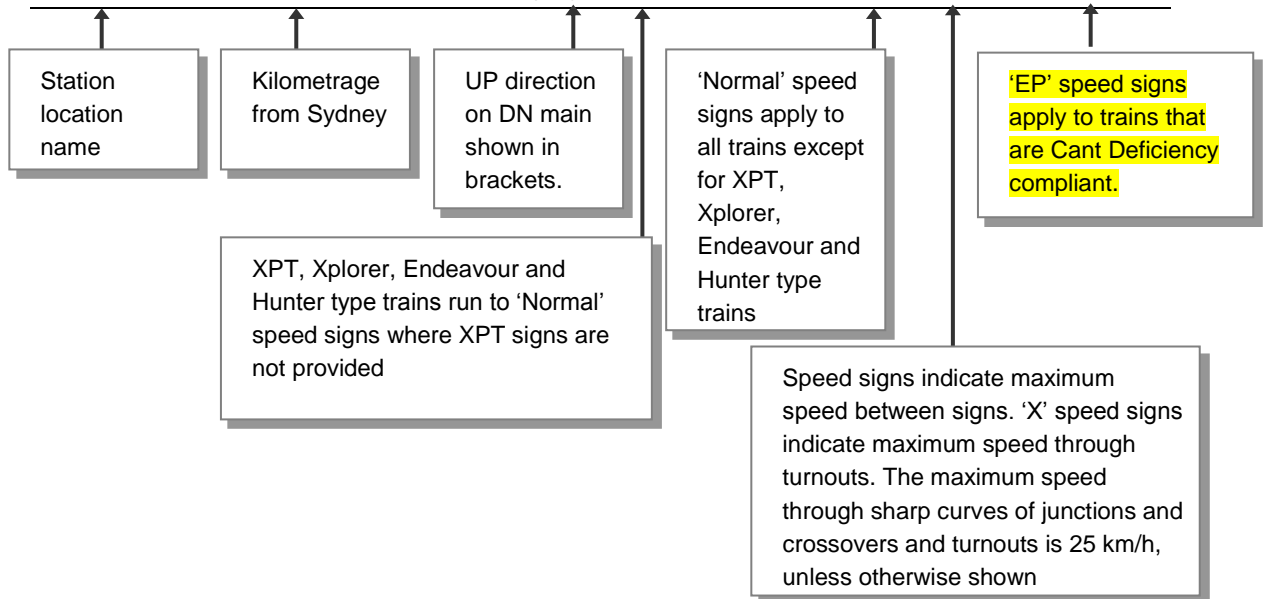 Station
location
name
Kilometrage
from Sydney
UP direction
on DN main
shown in
brackets.
‘Normal’ speed
signs apply to
all trains except
for XPT,
Xplorer,
Endeavour and
Hunter type
trains
‘EP’ speed signs
apply to trains that
are Cant Deficiency
compliant.
XPT, Xplorer, Endeavour and
Hunter type trains run to ‘Normal’
speed signs where XPT signs are
not provided
Speed signs indicate maximum
speed between signs. ‘X’ speed signs
indicate maximum speed through
turnouts. The maximum speed
through sharp curves of junctions and
crossovers and turnouts is 25 km/h,
unless otherwise shown